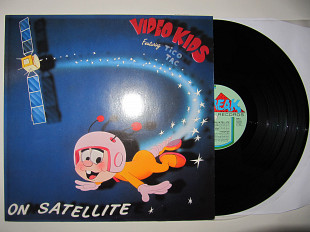 VIDEO KIDS
Featuring TICO
TAC
ON SATELLITE
BREAK
RECORDS